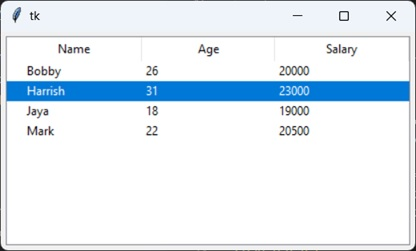 tk
Name Age Salary
Bobby 26 20000
Harrish 31 23000
Jaya 18 19000
Mark 22 20500